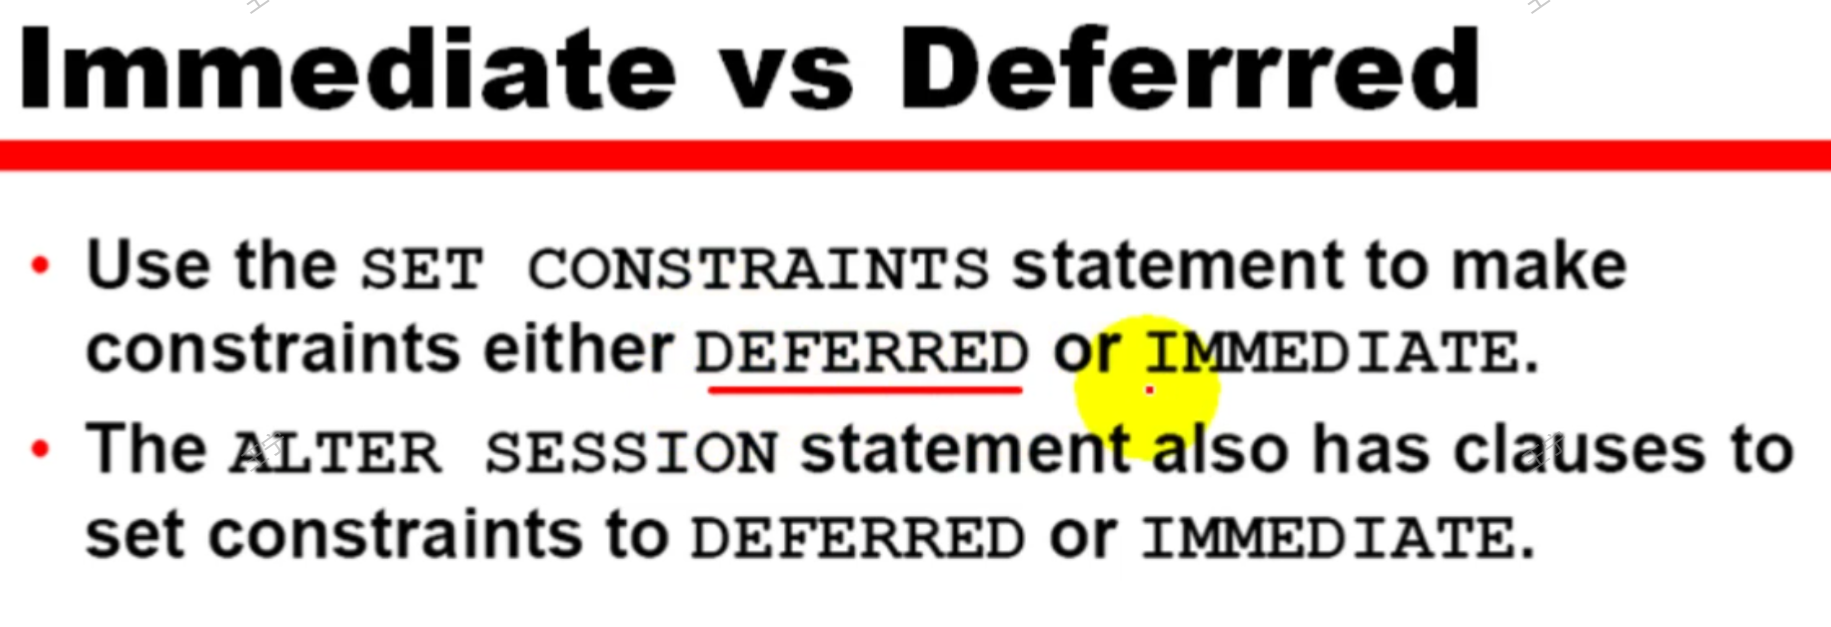 Immediate vs Deferrred
• Use the SET CONSTRAINTS statement to make
constraints either DEFERRED or IMMEDIATE.
• The ALTER SESSION statement also has clauses to
set constraints to DEFERRED or IMMEDIATE.